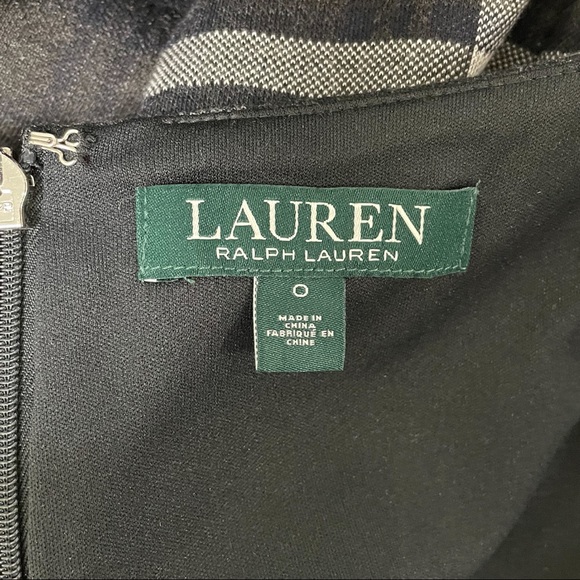 LAUREN
RALPH LAUREN
0
MADE IN
CHINA
FABRIQUÉ EN
CHINE